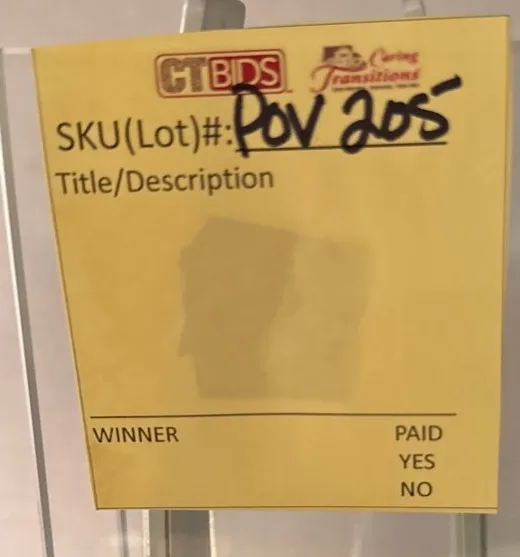 CTBIDS
Caring
Transitions
SKU(Lot)#: POV 205
Title/Description
WINNER PAID
YES
NO